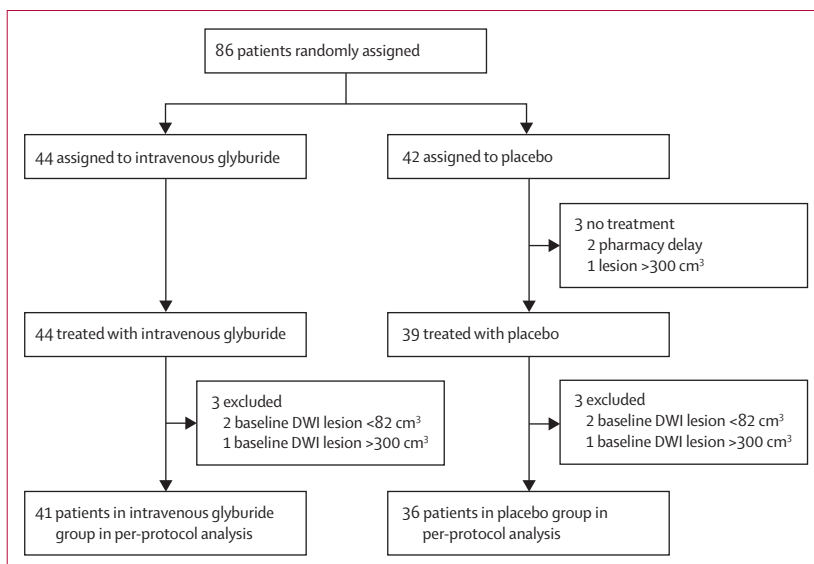 86 patients randomly assigned
44 assigned to intravenous glyburide
42 assigned to placebo
3 no treatment
2 pharmacy delay
1 lesion >300 cm³
44 treated with intravenous glyburide
39 treated with placebo
3 excluded
2 baseline DWI lesion <82 cm³
1 baseline DWI lesion >300 cm³
3 excluded
2 baseline DWI lesion <82 cm³
1 baseline DWI lesion >300 cm³
41 patients in intravenous glyburide
group in per-protocol analysis
36 patients in placebo group in
per-protocol analysis